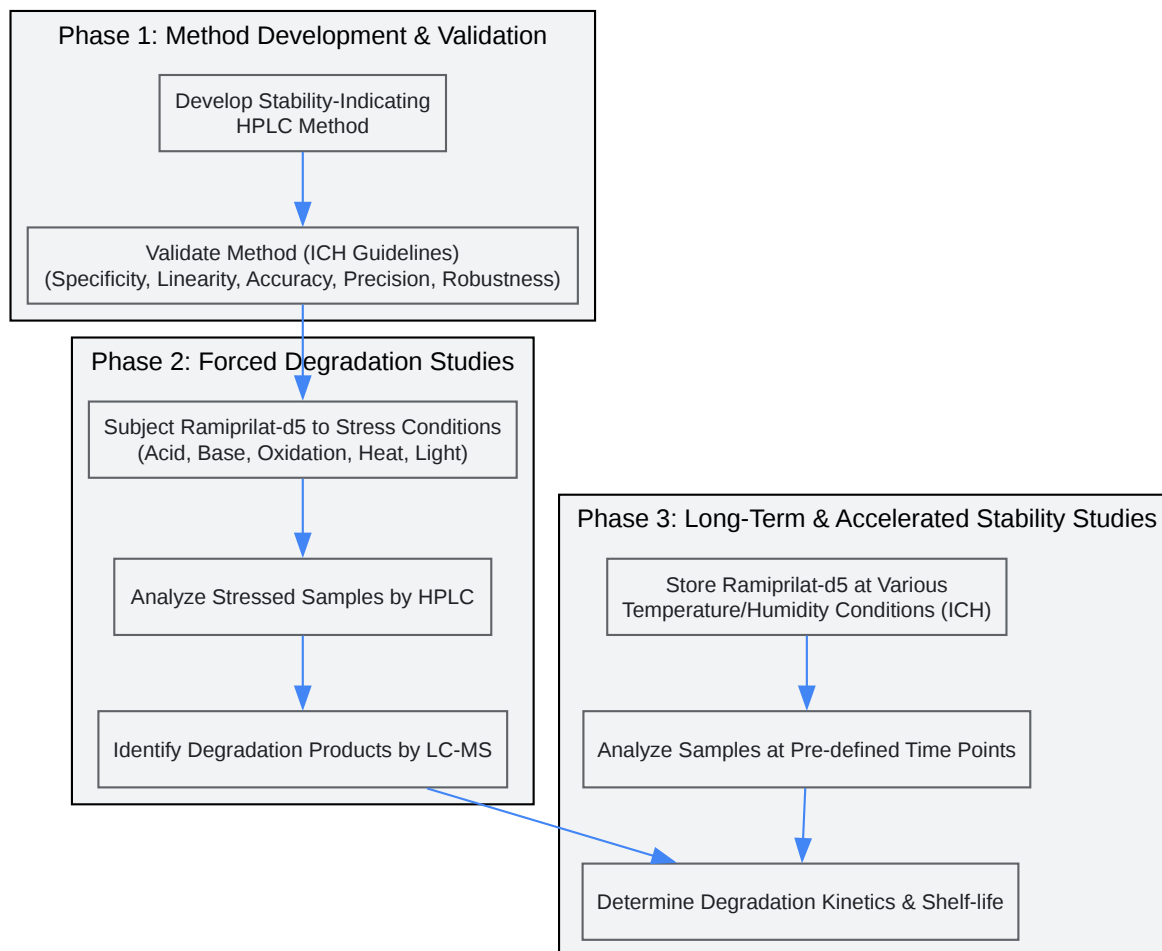 Phase 1: Method Development & Validation
Develop Stability-Indicating
HPLC Method
Validate Method (ICH Guidelines)
(Specificity, Linearity, Accuracy, Precision, Robustness)
Phase 2: Forced Degradation Studies
Subject Ramiprilat-d5 to Stress Conditions
(Acid, Base, Oxidation, Heat, Light)
Analyze Stressed Samples by HPLC
Identify Degradation Products by LC-MS
Phase 3: Long-Term & Accelerated Stability Studies
Store Ramiprilat-d5 at Various
Temperature/Humidity Conditions (ICH)
Analyze Samples at Pre-defined Time Points
Determine Degradation Kinetics & Shelf-life